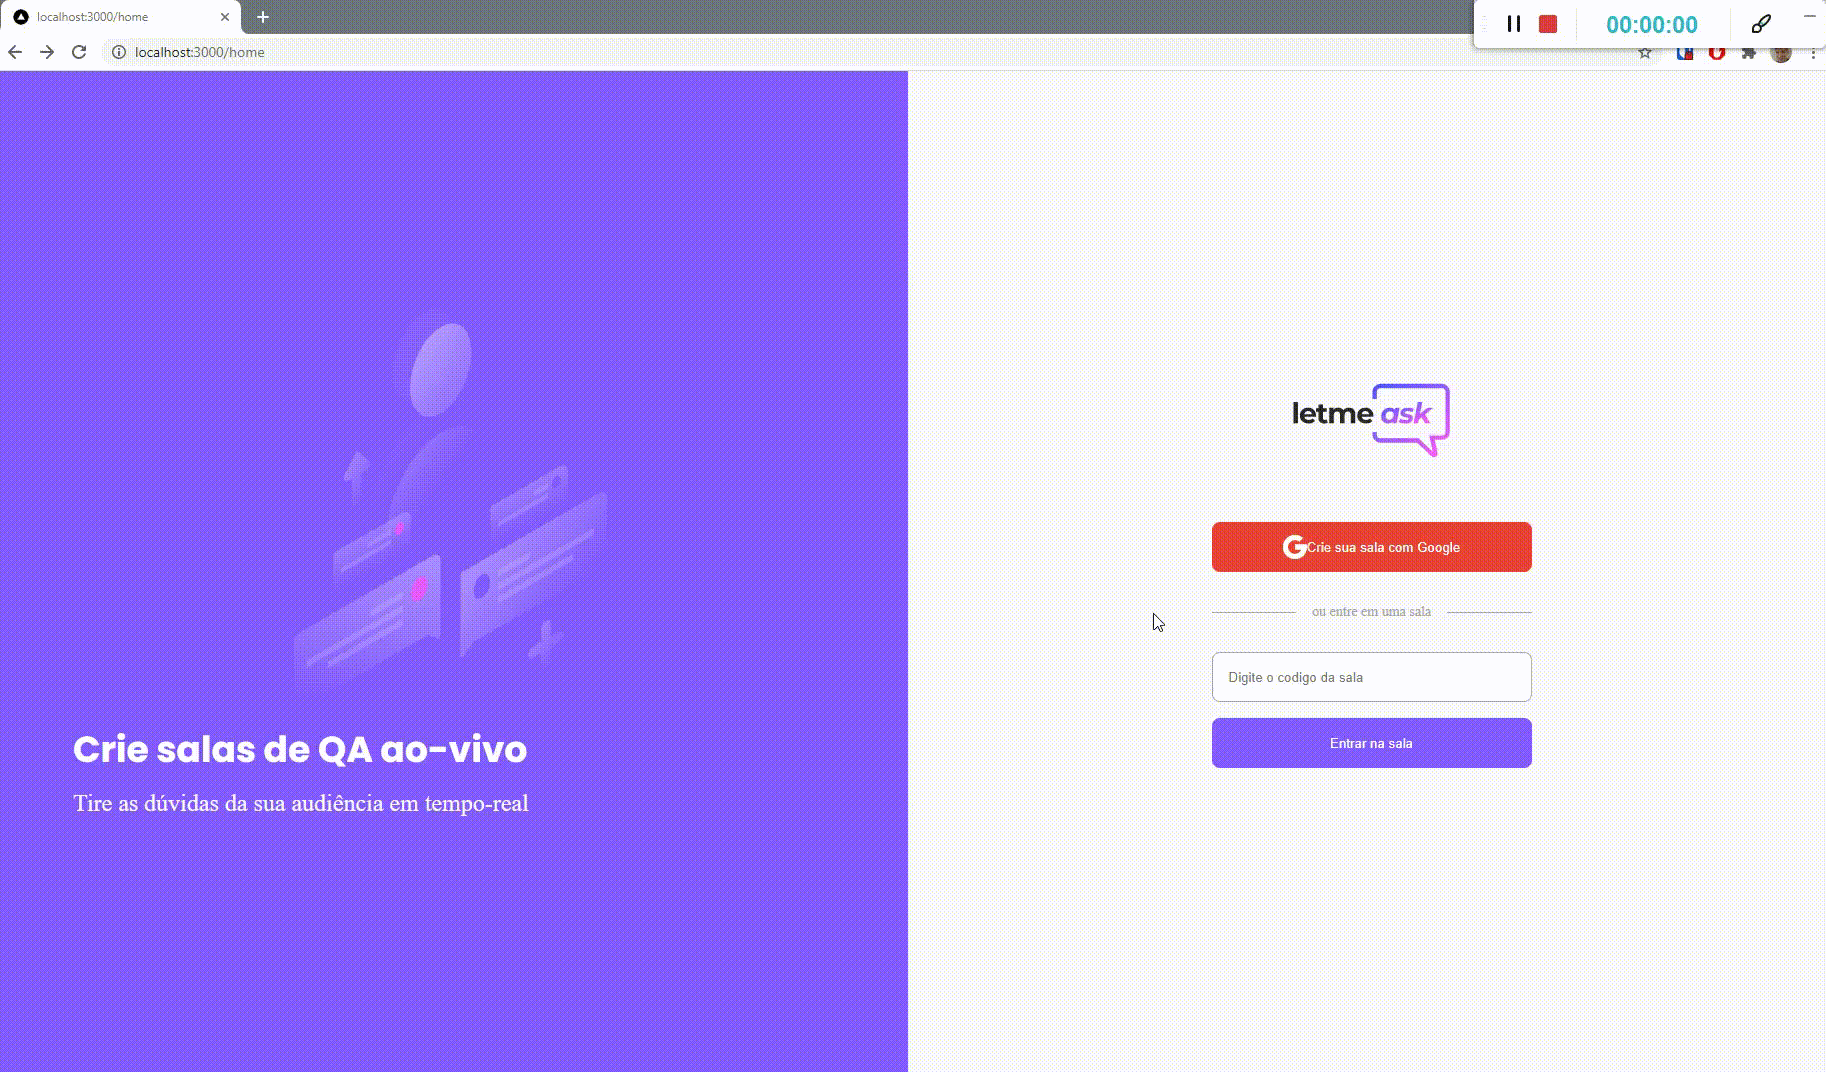 localhost:3000/home
00:00:00
localhost:3000/home
Crie salas de QA ao-vivo
Tire as dúvidas da sua audiência em tempo-real
letme ask
Crie sua sala com Google
ou entre em uma sala
Digite o codigo da sala
Entrar na sala